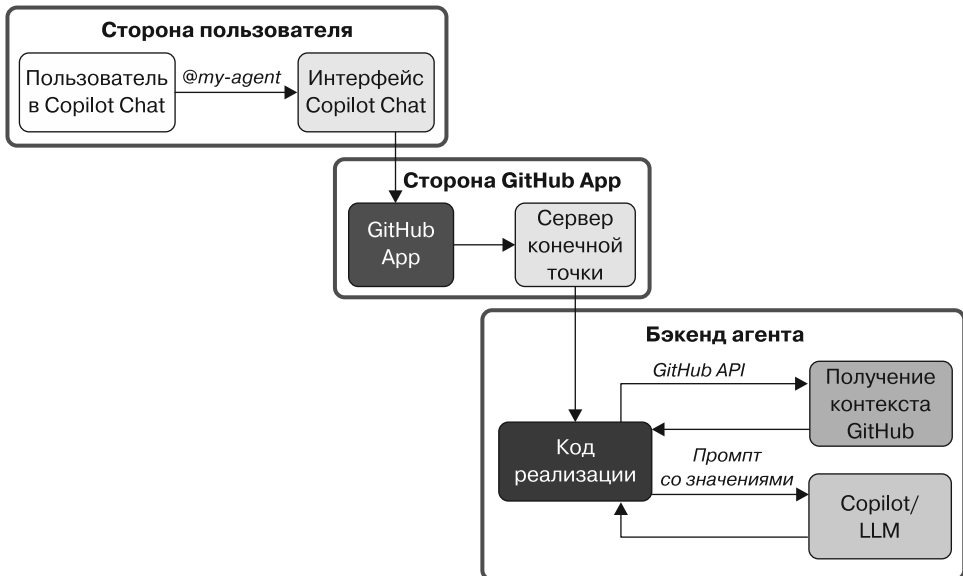 Сторона пользователя
Пользователь
в Copilot Chat
@my-agent
Интерфейс
Copilot Chat
Сторона GitHub App
GitHub
App
Сервер
конечной
точки
Бэкенд агента
GitHub API
Получение
контекста
GitHub
Код
реализации
Промпт
со значениями
Copilot/
LLM